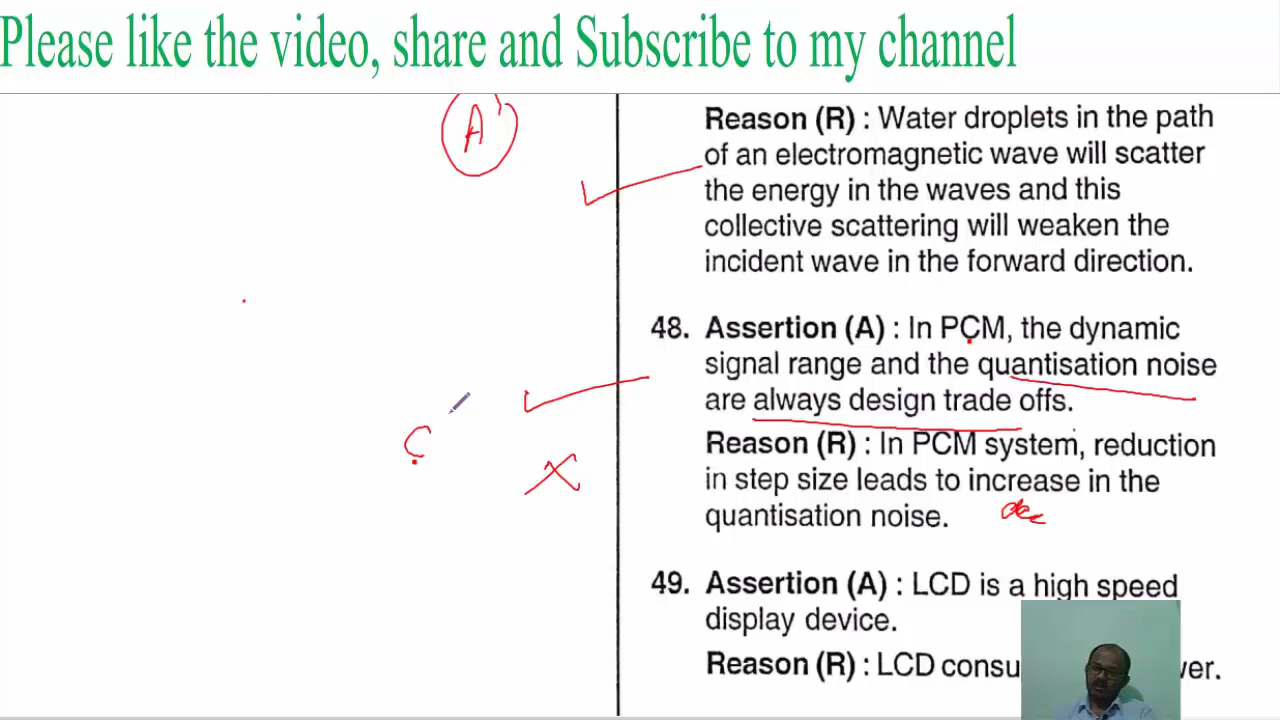 Please like the video, share and Subscribe to my channel
A
Reason (R) : Water droplets in the path
of an electromagnetic wave will scatter
the energy in the waves and this
collective scattering will weaken the
incident wave in the forward direction.
48. Assertion (A) : In PCM, the dynamic
signal range and the quantisation noise
are always design trade offs.
C
Reason (R) : In PCM system, reduction
in step size leads to increase in the
quantisation noise.
49. Assertion (A) : LCD is a high speed
display device.
Reason (R) : LCD